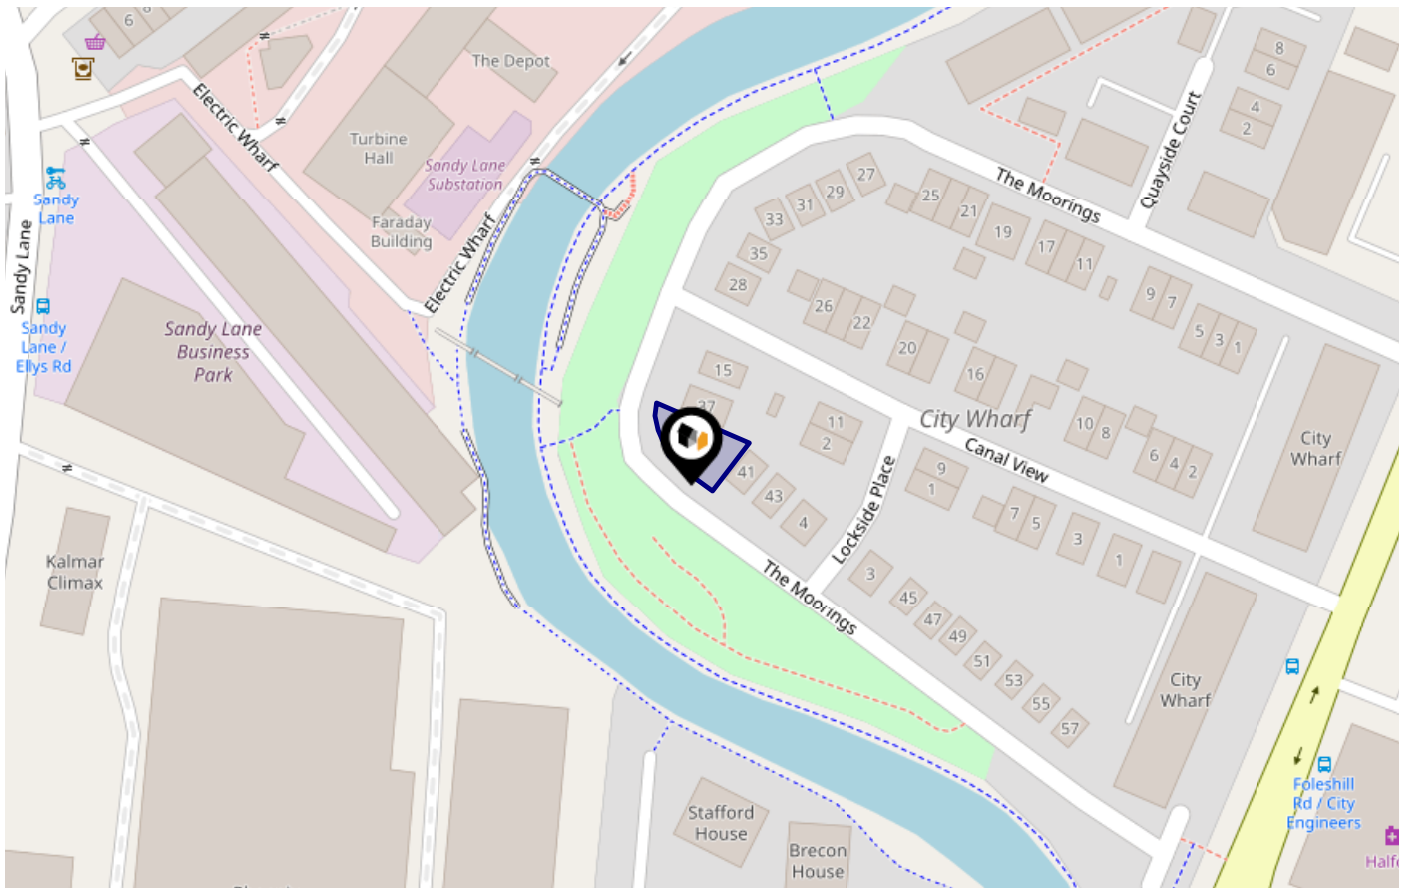 6
8
6
The Depot
4
2
Electric Wharf
Turbine
Hall
Sandy Lane
Substation
Quayside Court
27
The Moorings
Sandy
Lane
29
25
31
21
33
Faraday
Building
19
17
11
35
Sandy Lane
Electric Wharf
28
9
7
26
22
5
3
1
Sandy
Lane /
Ellys Rd
Sandy Lane
Business
Park
20
16
15
37
11
2
City Wharf
10
8
City
Wharf
Canal View
6
4
2
41
9
1
43
4
7
5
3
1
Lockside Place
Kalmar
Climax
3
The Moorings
45
47
49
51
53
55
57
City
Wharf
Foleshill
Rd / City
Engineers
Stafford
House
Brecon
House